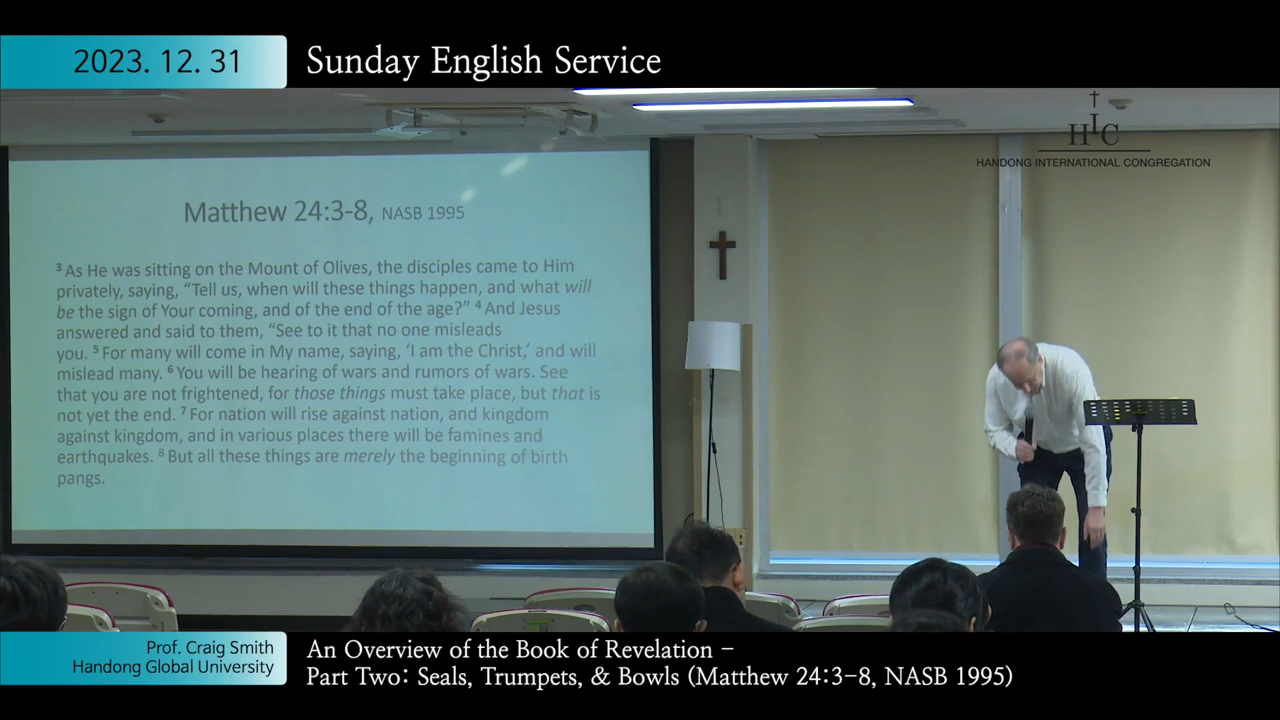 2023. 12. 31
Sunday English Service
HIC
HANDONG INTERNATIONAL CONGREGATION
Matthew 24:3-8, NASB 1995
³ As He was sitting on the Mount of Olives, the disciples came to Him
privately, saying, “Tell us, when will these things happen, and what will
be the sign of Your coming, and of the end of the age?” ⁴ And Jesus
answered and said to them, “See to it that no one misleads
you. ⁵ For many will come in My name, saying, ‘I am the Christ,’ and will
mislead many. ⁶ You will be hearing of wars and rumors of wars. See
that you are not frightened, for those things must take place, but that is
not yet the end. ⁷ For nation will rise against nation, and kingdom
against kingdom, and in various places there will be famines and
earthquakes. ⁸ But all these things are merely the beginning of birth
pangs.
Prof. Craig Smith
Handong Global University
An Overview of the Book of Revelation –
Part Two: Seals, Trumpets, & Bowls (Matthew 24:3-8, NASB 1995)